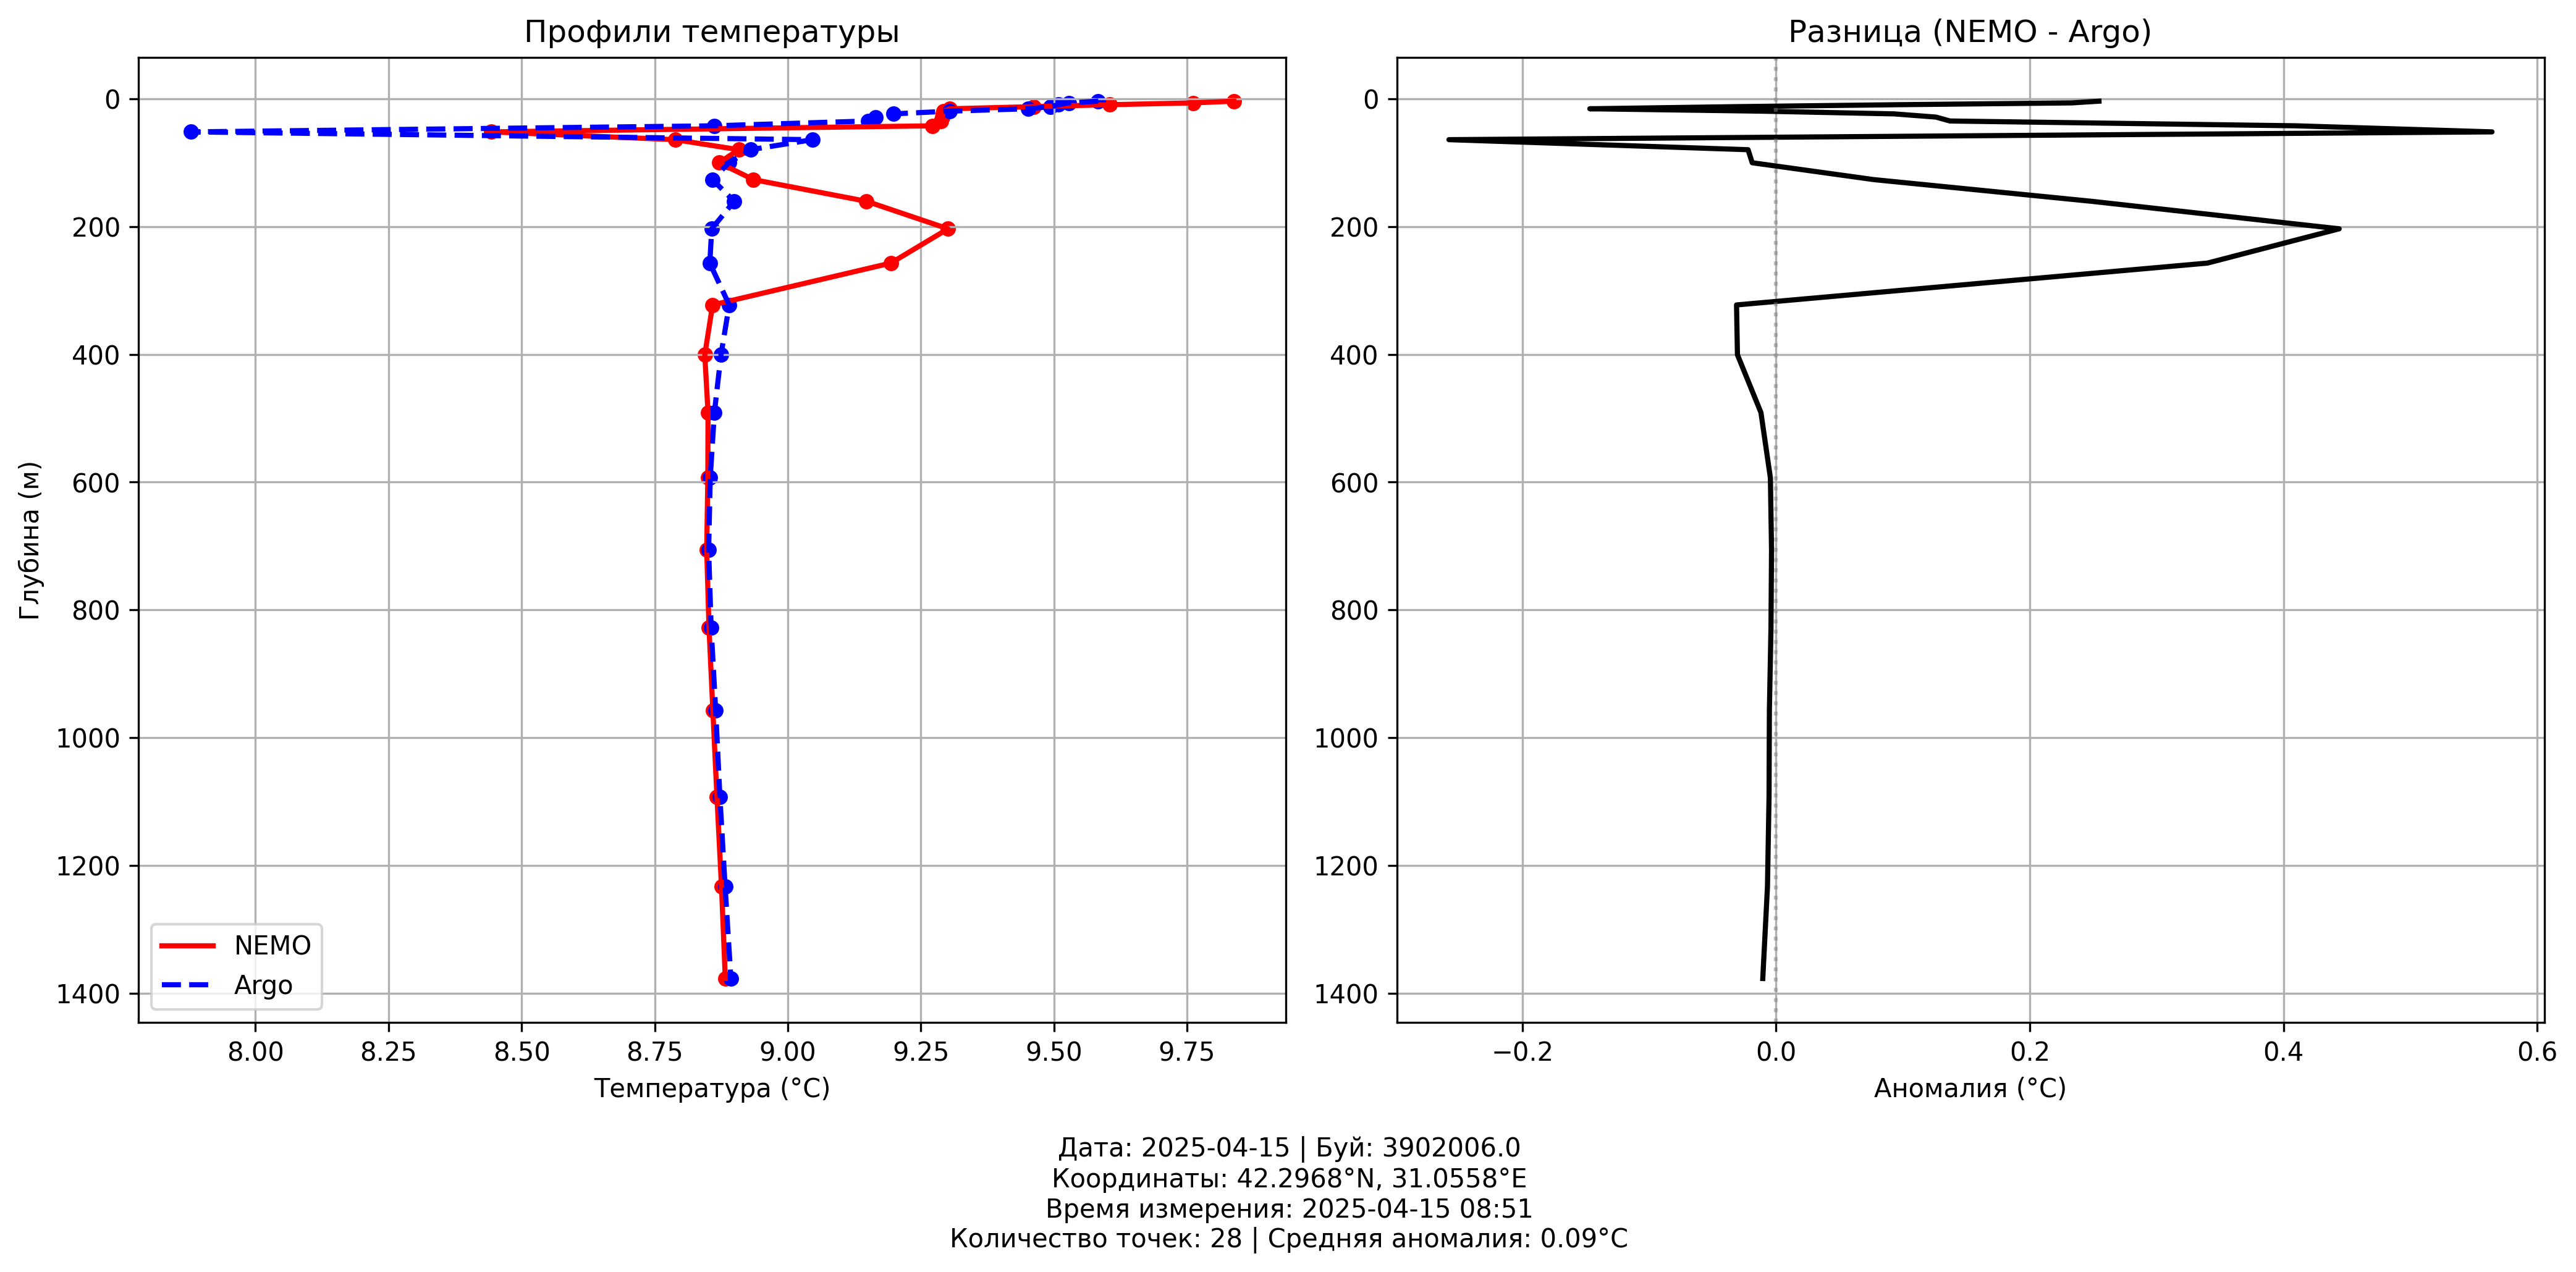 Профили температуры
0
200
400
600
800
1000
1200
1400
Глубина (м)
8.00 8.25 8.50 8.75 9.00 9.25 9.50 9.75
Температура (°C)
NEMO
Argo
Разница (NEMO - Argo)
0
200
400
600
800
1000
1200
1400
−0.2 0.0 0.2 0.4 0.6
Аномалия (°C)
Дата: 2025-04-15 | Буй: 3902006.0
Координаты: 42.2968°N, 31.0558°E
Время измерения: 2025-04-15 08:51
Количество точек: 28 | Средняя аномалия: 0.09°C